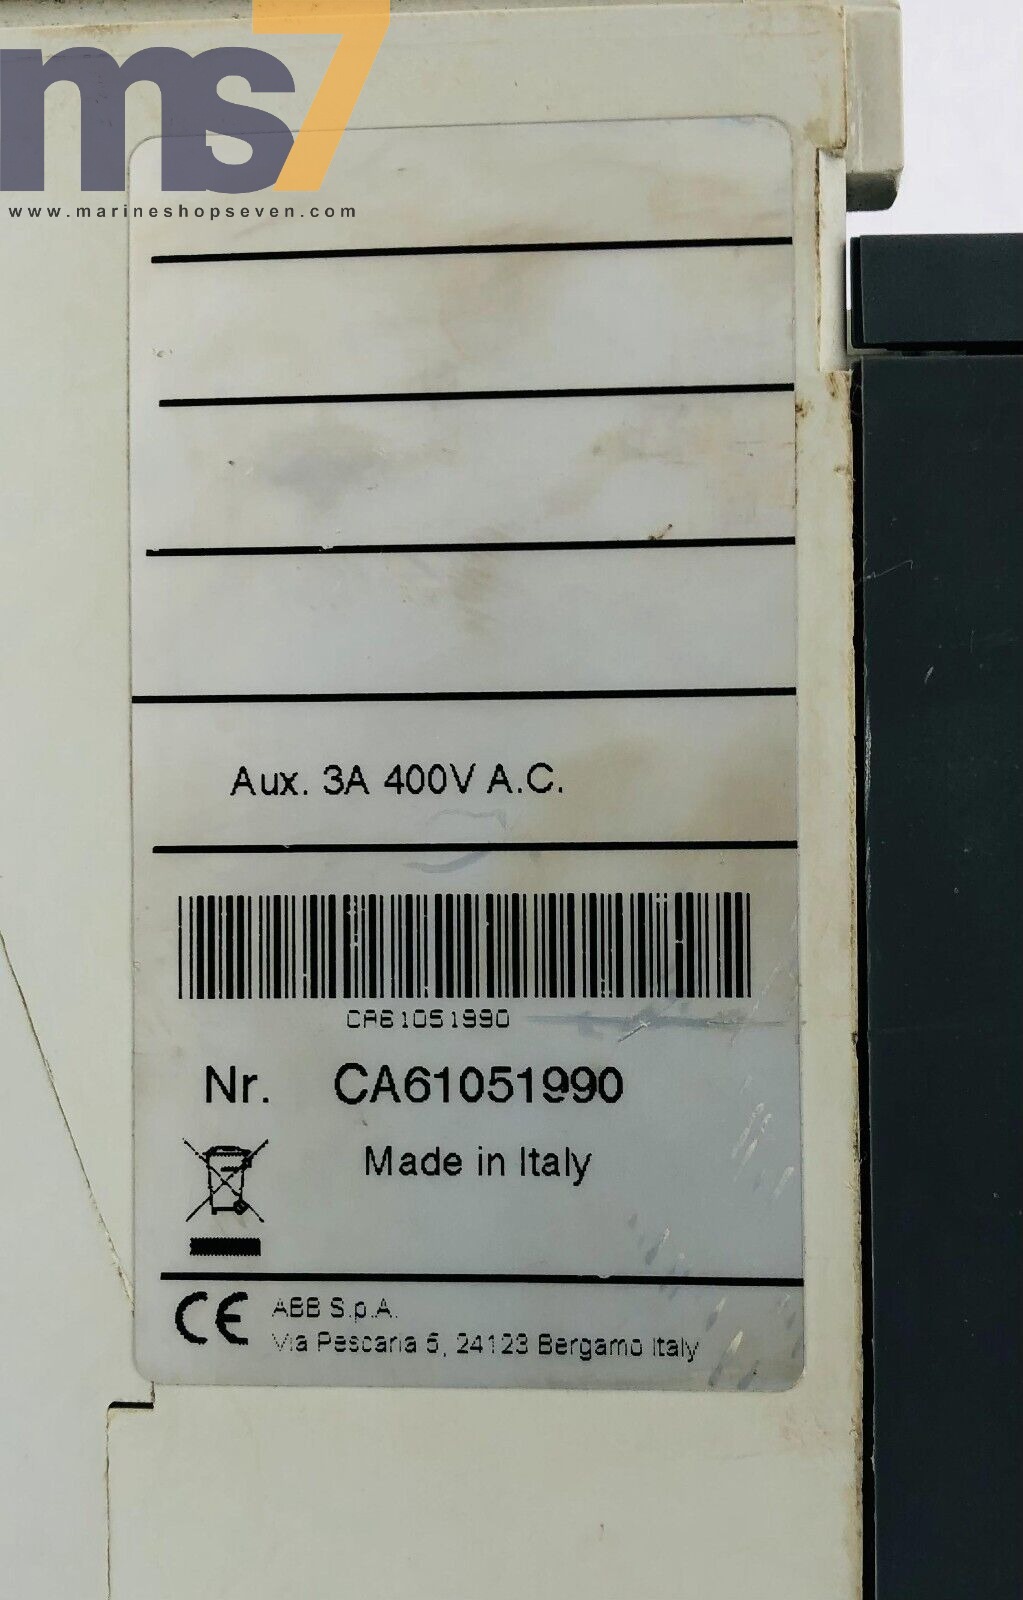 ms7
www.marineshopseven.com
Aux. 3A 400V A.C.
CA61051990
Nr. CA61051990
Made in Italy
CE ABB S.p.A.
Via Pescaria 5, 24123 Bergamo Italy